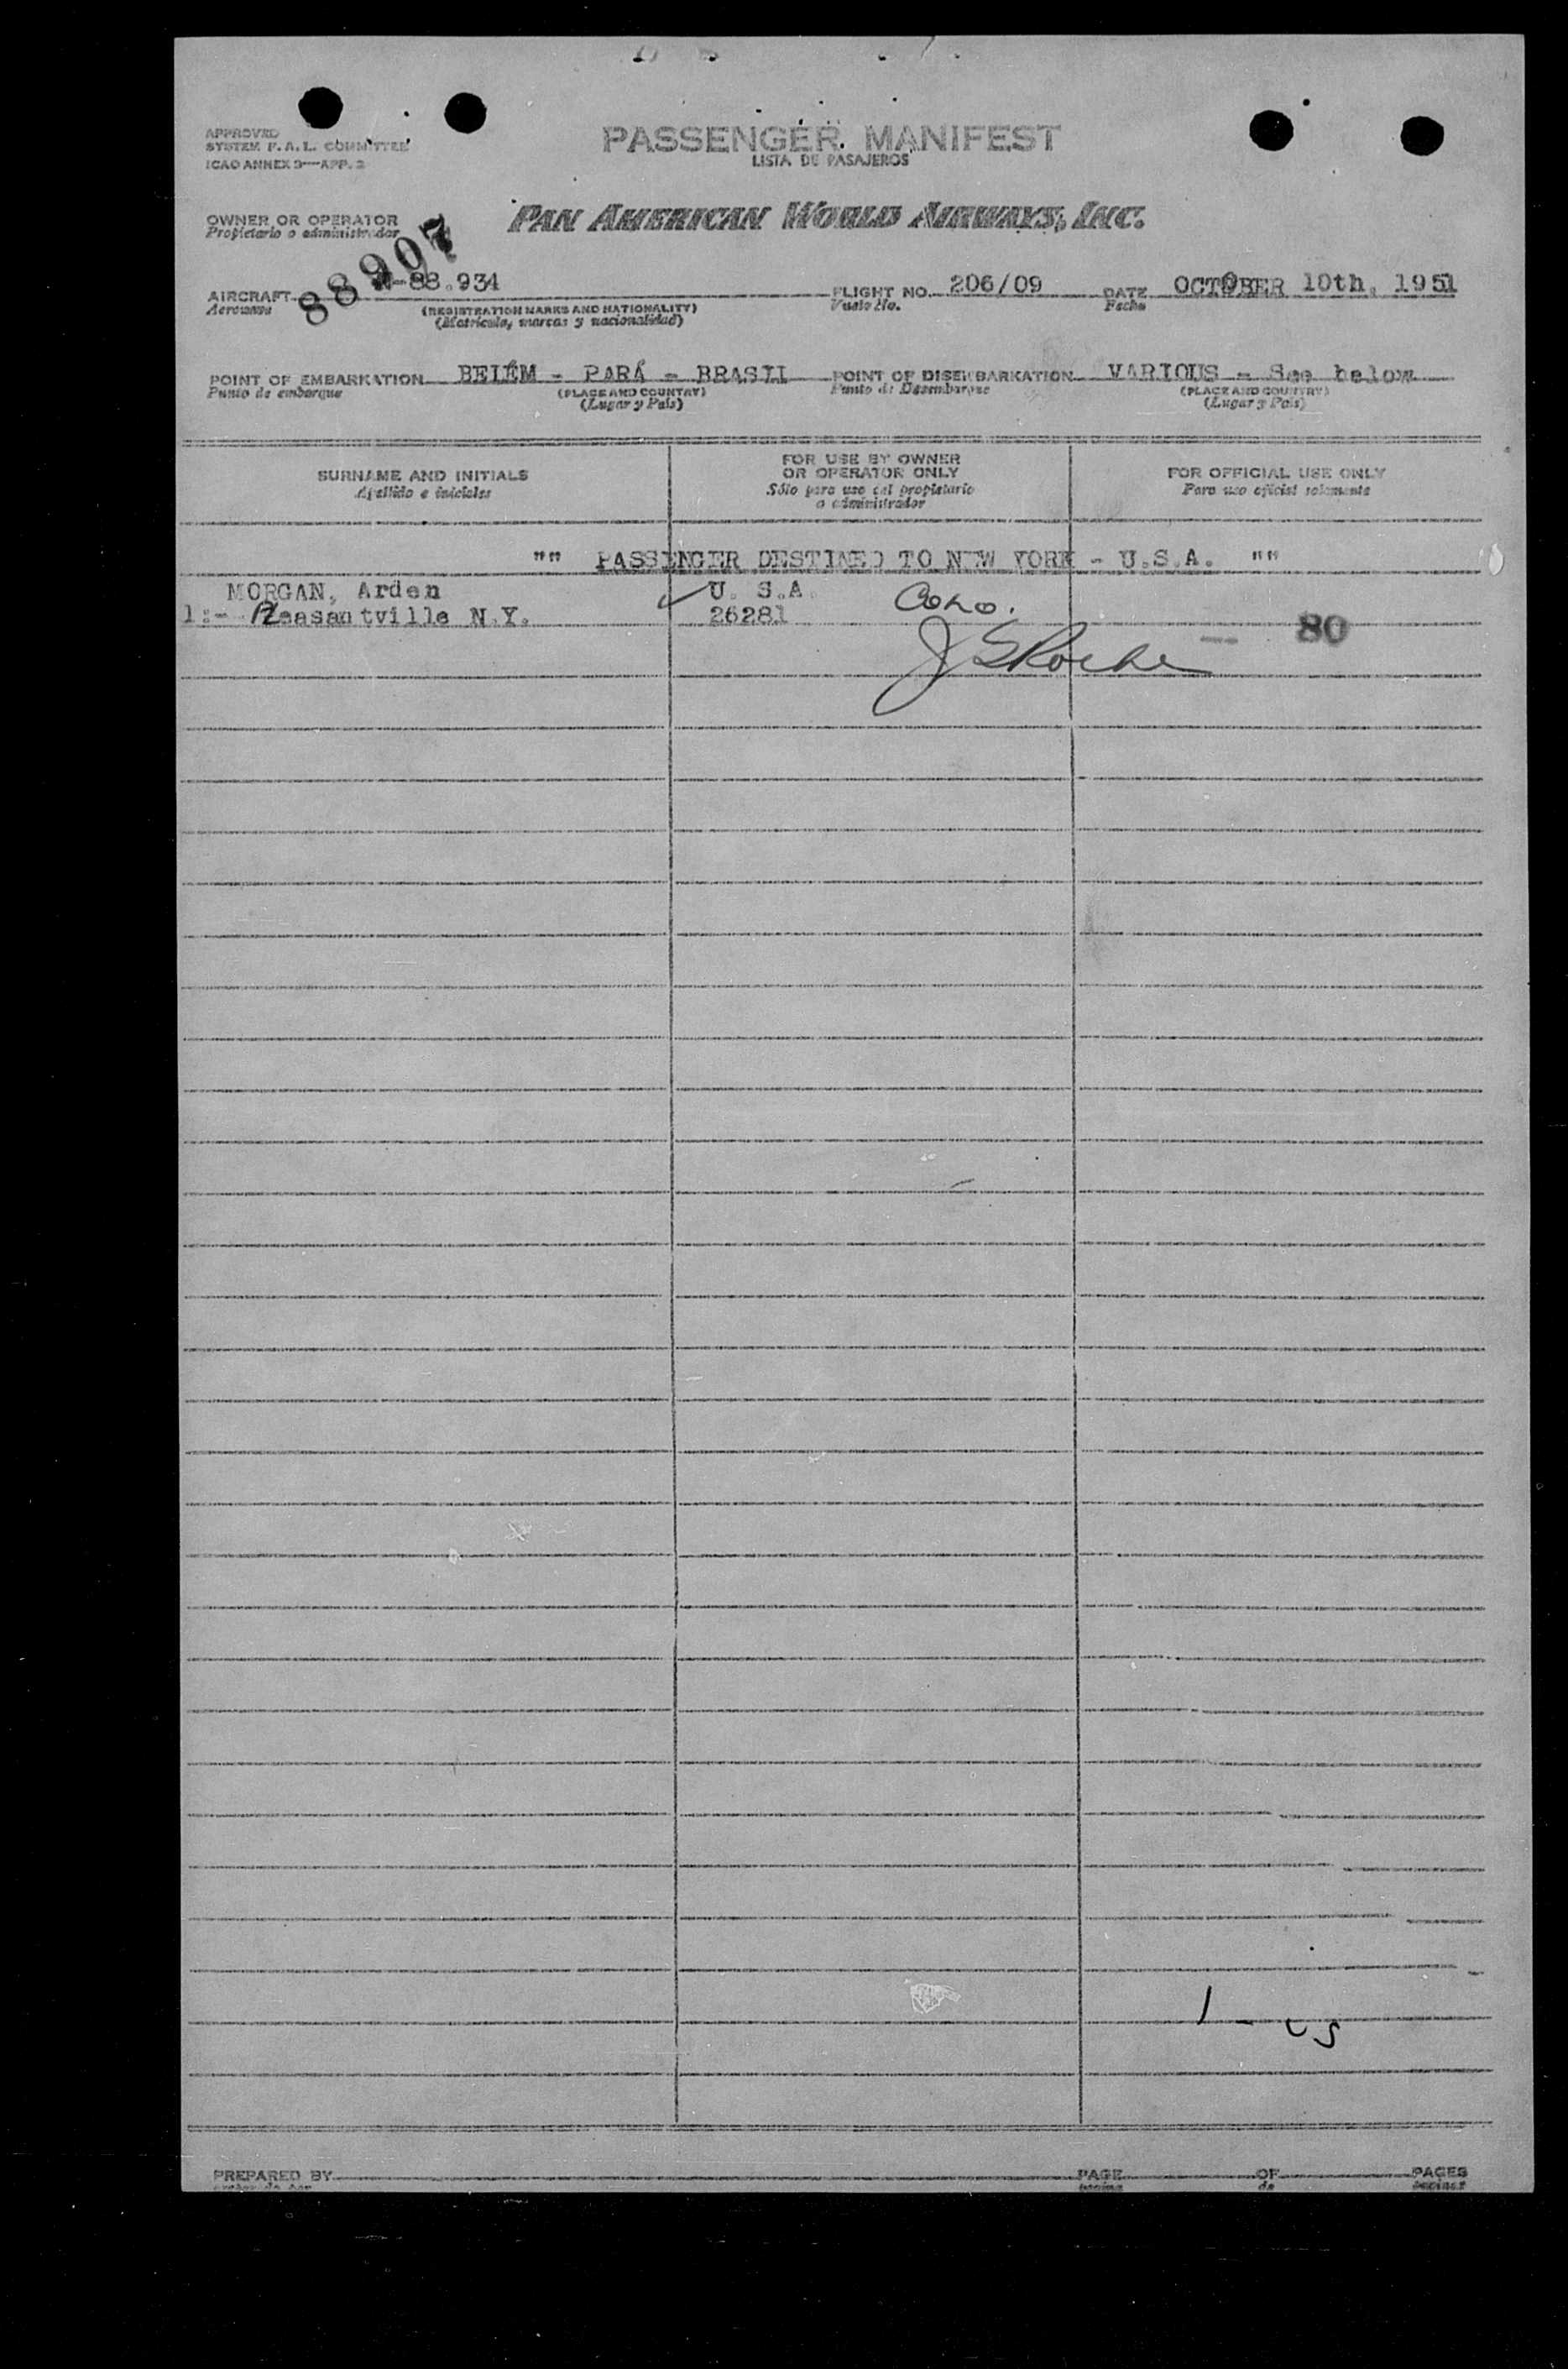 PASSENGER MANIFEST
LISTA DE PASAJEROS
APPROVED
SYSTEM F.A.L. COMMITTEE
ICAO ANNEX 9—APP. 2
PAN AMERICAN WORLD AIRWAYS, INC.
OWNER OR OPERATOR
Propietario o administrador
88907
AIRCRAFT N-88.934 FLIGHT NO. 206/09 DATE OCTOBER 10th, 1951
Aeronave (REGISTRATION MARKS AND NATIONALITY) Vuelo No. Fecha
(Matrícula, marcas y nacionalidad)
POINT OF EMBARKATION BELÉM - PARÁ - BRASIL POINT OF DISEMBARKATION VARIOUS - See below
Punto de embarque (PLACE AND COUNTRY) Punto de Desembarque (PLACE AND COUNTRY)
(Lugar y País) (Lugar y País)
SURNAME AND INITIALS
Apellido e iniciales
FOR USE BY OWNER
OR OPERATOR ONLY
Sólo para uso del propietario
o administrador
FOR OFFICIAL USE ONLY
Para uso oficial solamente
"" PASSENGER DESTINED TO NEW YORK - U.S.A. ""
MORGAN, Arden U. S.A.
1:- Pleasantville N.Y. 26281
80
1 - US
PREPARED BY PAGE OF PAGES
página de páginas